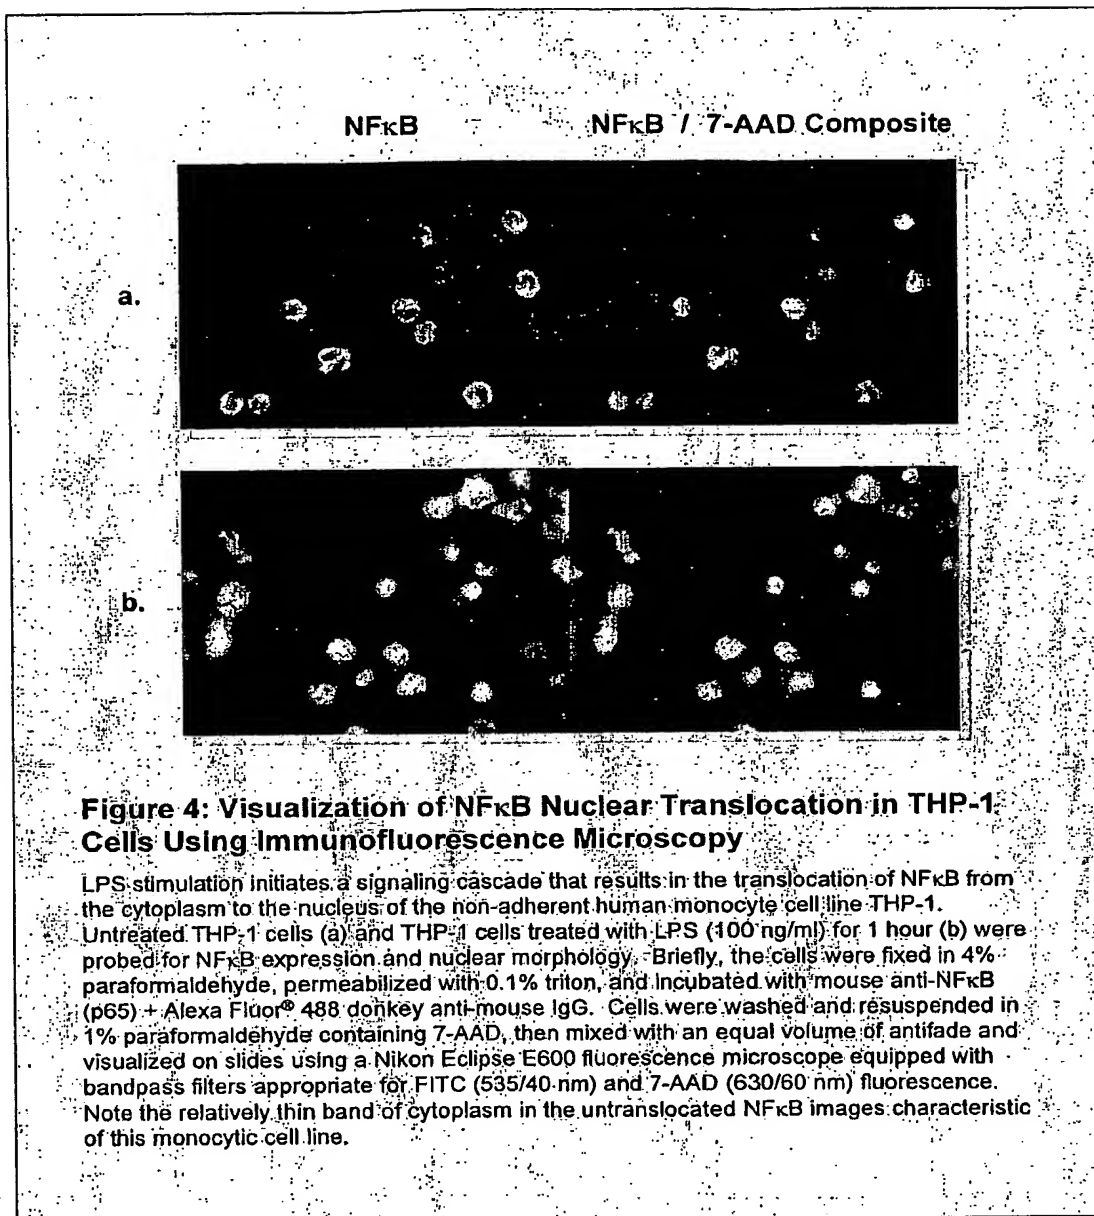 NFκB NFκB / 7-AAD Composite
a.
b.
Figure 4: Visualization of NFκB Nuclear Translocation in THP-1
Cells Using Immunofluorescence Microscopy
LPS stimulation initiates a signaling cascade that results in the translocation of NFκB from
the cytoplasm to the nucleus of the non-adherent human monocyte cell line THP-1.
Untreated THP-1 cells (a) and THP-1 cells treated with LPS (100 ng/ml) for 1 hour (b) were
probed for NFκB expression and nuclear morphology. Briefly, the cells were fixed in 4%
paraformaldehyde, permeabilized with 0.1% triton, and incubated with mouse anti-NFκB
(p65) + Alexa Fluor® 488 donkey anti-mouse IgG. Cells were washed and resuspended in
1% paraformaldehyde containing 7-AAD, then mixed with an equal volume of antifade and
visualized on slides using a Nikon Eclipse E600 fluorescence microscope equipped with
bandpass filters appropriate for FITC (535/40 nm) and 7-AAD (630/60 nm) fluorescence.
Note the relatively thin band of cytoplasm in the untranslocated NFκB images characteristic
of this monocytic cell line.